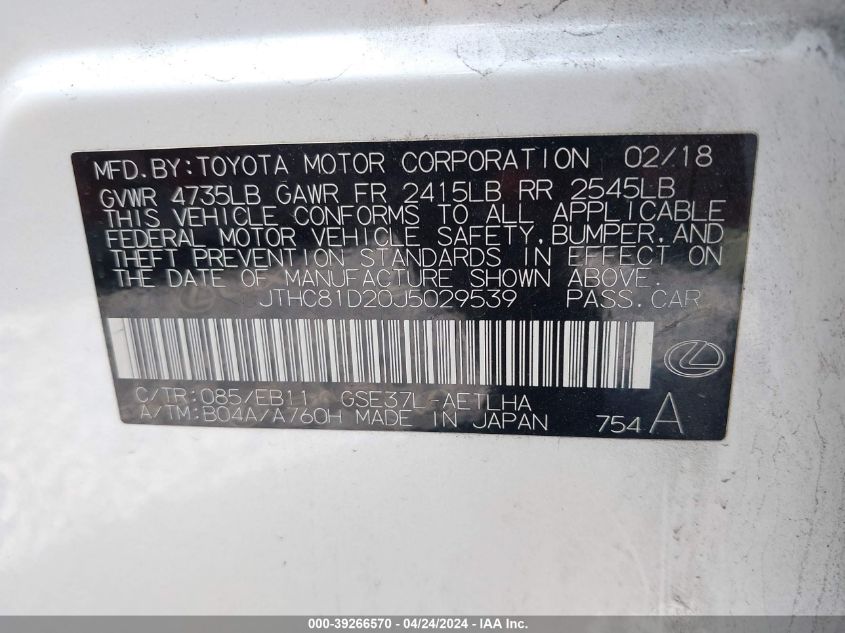 MFD.BY:TOYOTA MOTOR CORPORATION 02/18
GVWR 4735LB GAWR FR 2415LB RR 2545LB
THIS VEHICLE CONFORMS TO ALL APPLICABLE
FEDERAL MOTOR VEHICLE SAFETY,BUMPER,AND
THEFT PREVENTION STANDARDS IN EFFECT ON
THE DATE OF MANUFACTURE SHOWN ABOVE.
JTHC81D20J5029539 PASS.CAR
C/TR:085/EB11 GSE37L-AETLHA
A/TM:B04A/A760H MADE IN JAPAN 754 A
000-39266570 / 04/24/2024 - IAA Inc.